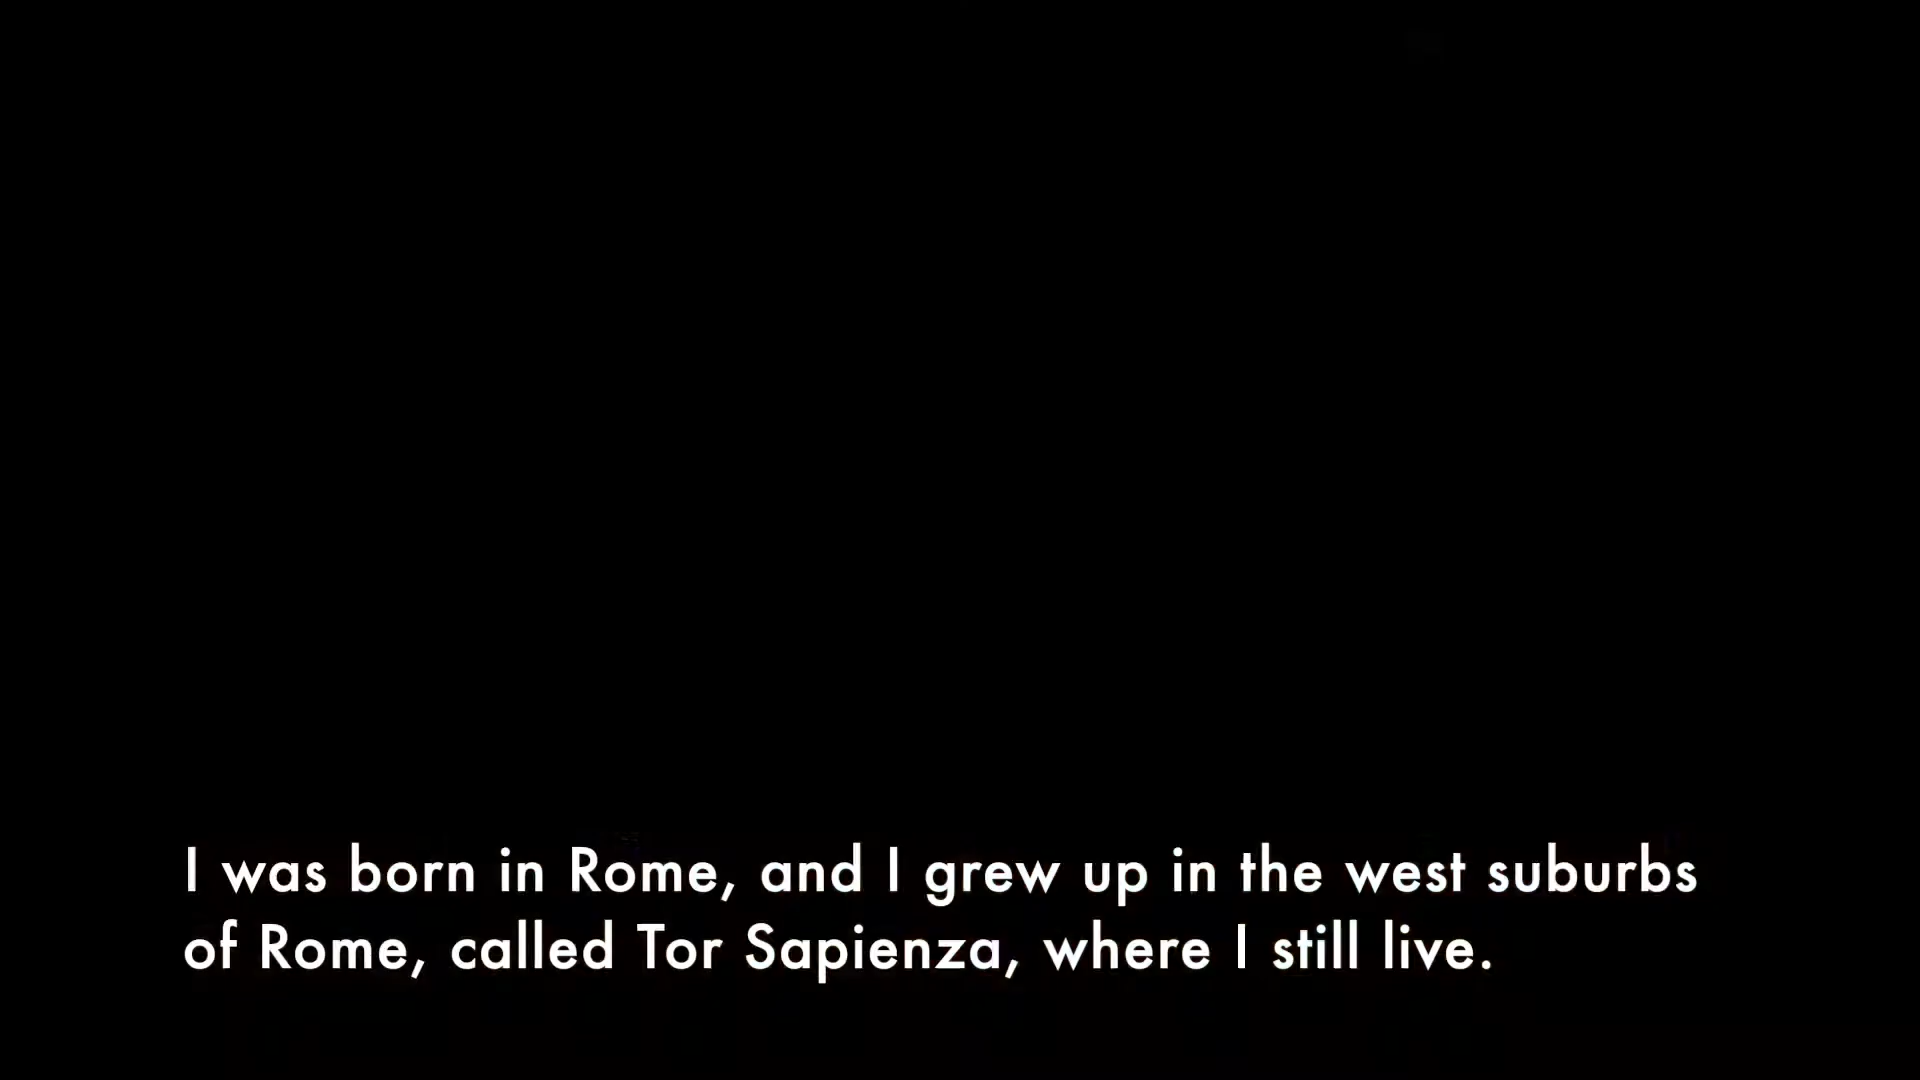 I was born in Rome, and I grew up in the west suburbs
of Rome, called Tor Sapienza, where I still live.